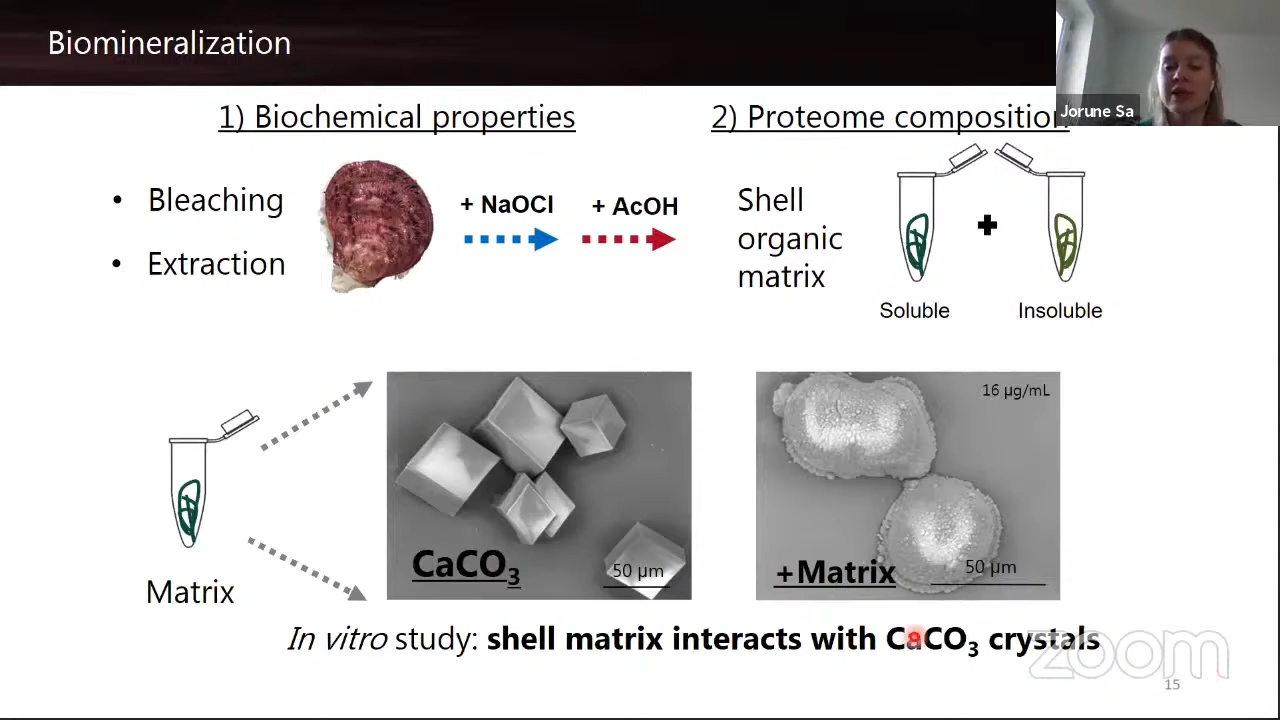 Biomineralization
Jorune Sa
1) Biochemical properties
2) Proteome composition
• Bleaching
• Extraction
+ NaOCl
+ AcOH
Shell
organic
matrix
Soluble
Insoluble
Matrix
CaCO₃
50 µm
16 µg/mL
+Matrix
50 µm
In vitro study: shell matrix interacts with CaCO₃ crystals
zoom
15